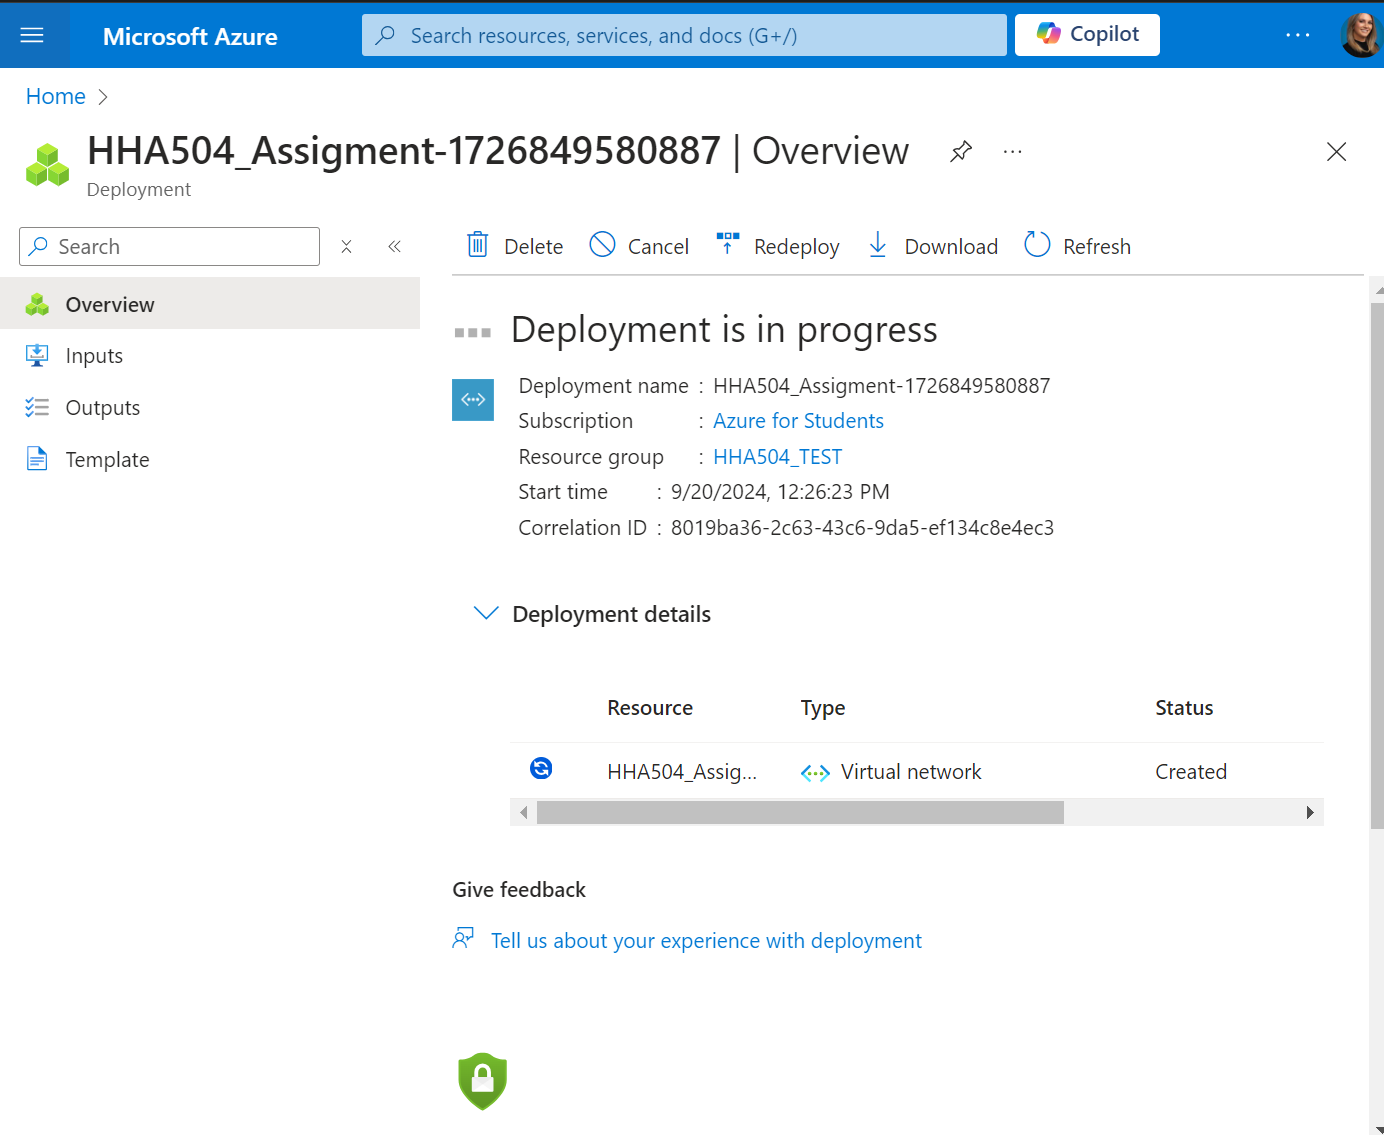 Microsoft Azure
Search resources, services, and docs (G+/)
Copilot
Home
HHA504_Assigment-1726849580887 | Overview
Deployment
Search
Delete
Cancel
Redeploy
Download
Refresh
Overview
Inputs
Outputs
Template
Deployment is in progress
Deployment name : HHA504_Assigment-1726849580887
Subscription : Azure for Students
Resource group : HHA504_TEST
Start time : 9/20/2024, 12:26:23 PM
Correlation ID : 8019ba36-2c63-43c6-9da5-ef134c8e4ec3
Deployment details
Resource Type Status
HHA504_Assig... Virtual network Created
Give feedback
Tell us about your experience with deployment